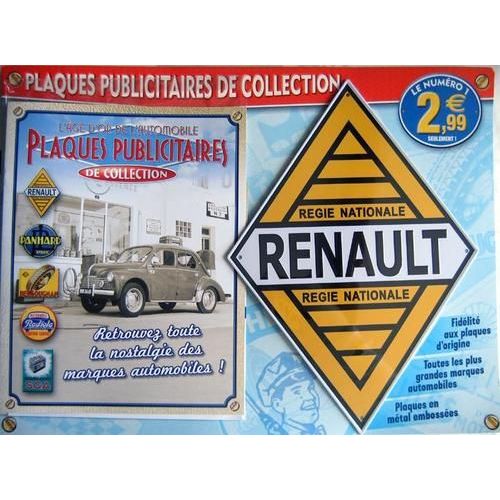 PLAQUES PUBLICITAIRES DE COLLECTION
LE NUMÉRO 1
2,99 €
SEULEMENT !
L'ÂGE D'OR DE L'AUTOMOBILE
PLAQUES PUBLICITAIRES
DE COLLECTION
RENAULT
PANHARD
Retrouvez toute
la nostalgie des
marques automobiles !
REGIE NATIONALE
RENAULT
REGIE NATIONALE
Fidélité
aux plaques
d'origine
Toutes les plus
grandes marques
automobiles
Plaques en
métal embossées